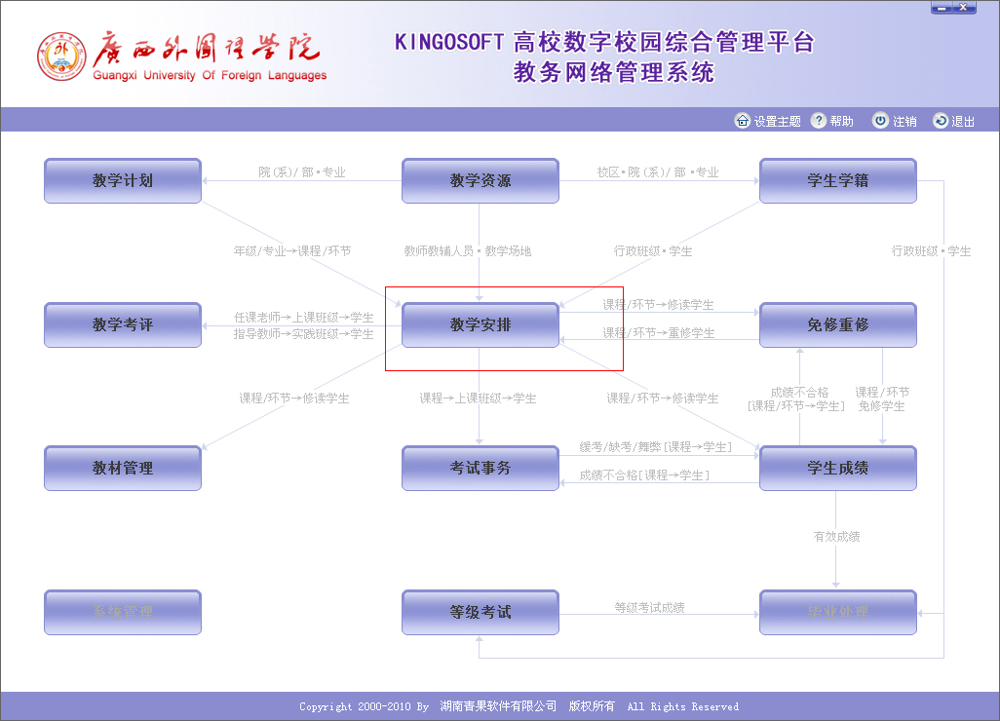 廣西外國語學院
Guangxi University Of Foreign Languages
KINGOSOFT 高校数字校园综合管理平台
教务网络管理系统
设置主题 帮助 注销 退出
教学计划
院(系)/部·专业
教学资源
校区·院(系)/部·专业
学生学籍
年级/专业→课程/环节
教师教辅人员·教学场地
行政班级·学生
行政班级·学生
教学考评
任课老师→上课班级→学生
指导教师→实践班级→学生
教学安排
课程/环节→修读学生
课程/环节→重修学生
免修重修
课程/环节→修读学生
课程→上课班级→学生
课程/环节→修读学生
成绩不合格
[课程/环节→学生]
课程/环节
免修学生
教材管理
考试事务
缓考/缺考/舞弊[课程→学生]
成绩不合格[课程→学生]
学生成绩
有效成绩
系统管理
等级考试
等级考试成绩
毕业处理
Copyright 2000-2010 By 湖南青果软件有限公司 版权所有 All Rights Reserved